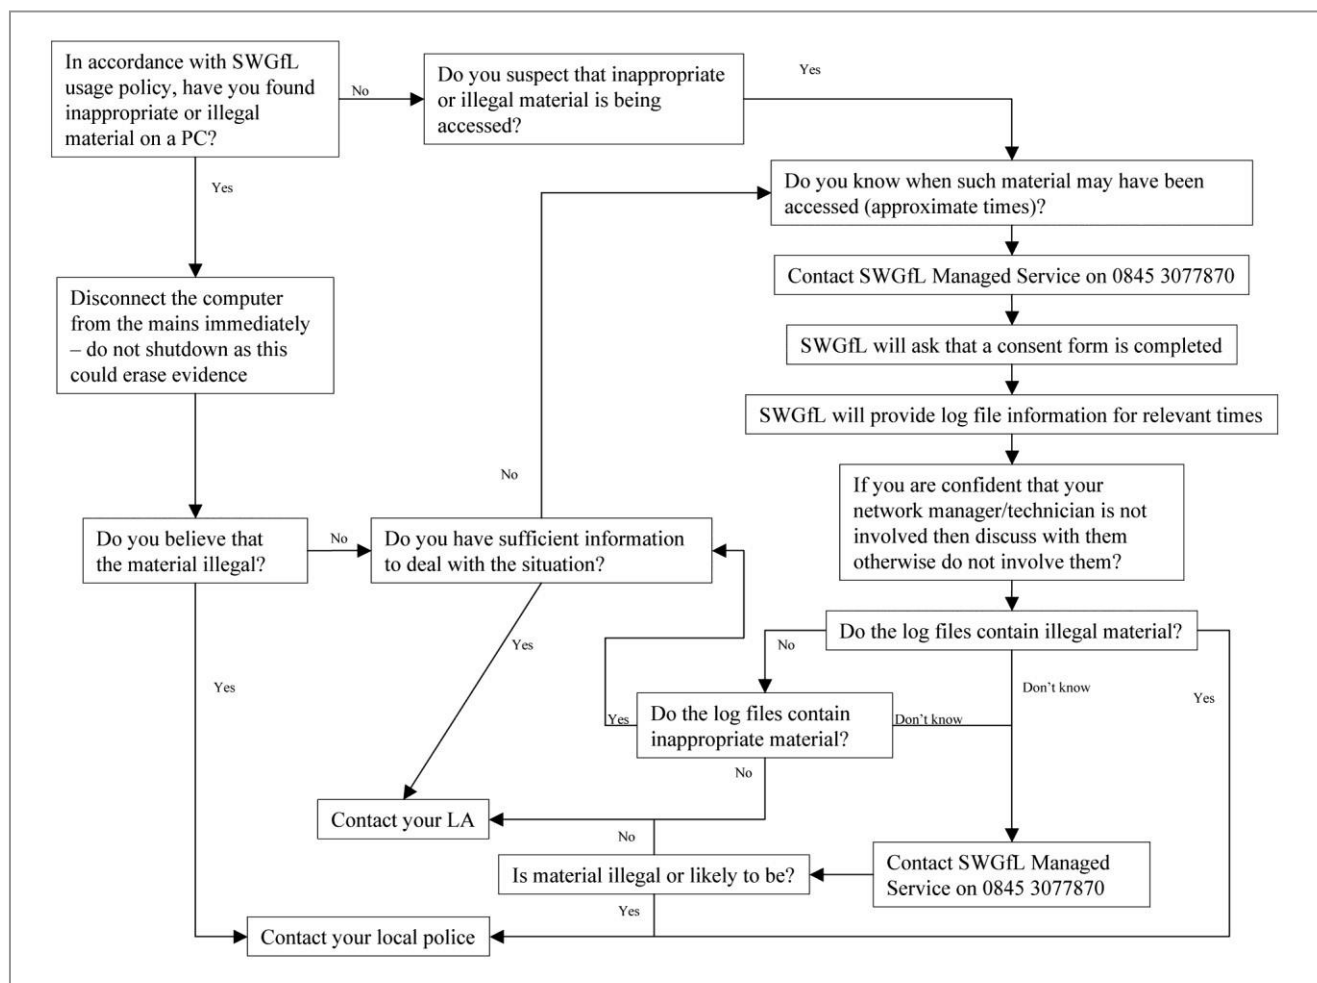 In accordance with SWGfL
usage policy, have you found
inappropriate or illegal
material on a PC?
No
Do you suspect that inappropriate
or illegal material is being
accessed?
Yes
Yes
Do you know when such material may have been
accessed (approximate times)?
Contact SWGfL Managed Service on 0845 3077870
Disconnect the computer
from the mains immediately
– do not shutdown as this
could erase evidence
SWGfL will ask that a consent form is completed
SWGfL will provide log file information for relevant times
No
If you are confident that your
network manager/technician is not
involved then discuss with them
otherwise do not involve them?
Do you believe that
the material illegal?
No
Do you have sufficient information
to deal with the situation?
Do the log files contain illegal material?
Yes
No
Yes
Don't know
Yes
Yes
Do the log files contain
inappropriate material?
Don't know
No
Contact your LA
No
Is material illegal or likely to be?
Contact SWGfL Managed
Service on 0845 3077870
Yes
Contact your local police